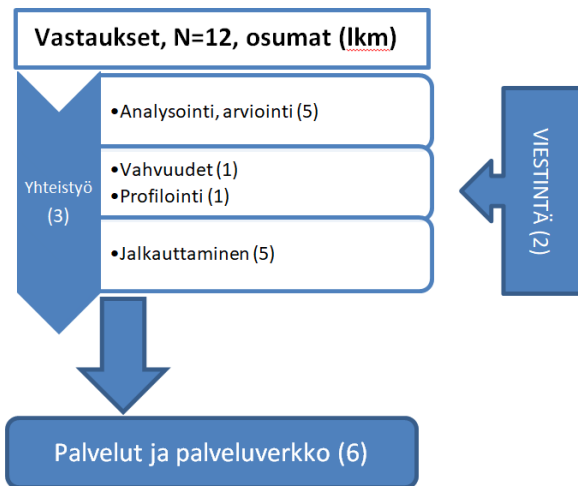 Vastaukset, N=12, osumat (lkm)
•Analysointi, arviointi (5)
Yhteistyö
(3)
•Vahvuudet (1)
•Profilointi (1)
•Jalkauttaminen (5)
VIESTINTÄ (2)
Palvelut ja palveluverkko (6)